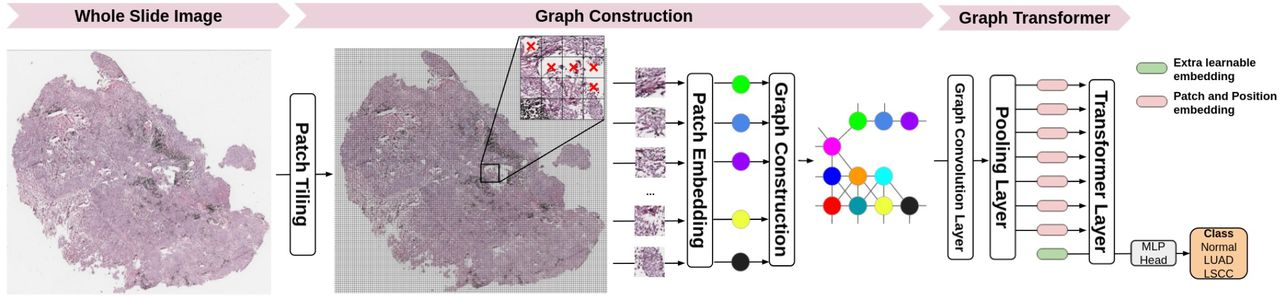 Whole Slide Image
Graph Construction
Graph Transformer
Patch Tiling
...
Patch Embedding
Graph Construction
Graph Convolution Layer
Pooling Layer
Transformer Layer
Extra learnable
embedding
Patch and Position
embedding
MLP
Head
Class
Normal
LUAD
LSCC